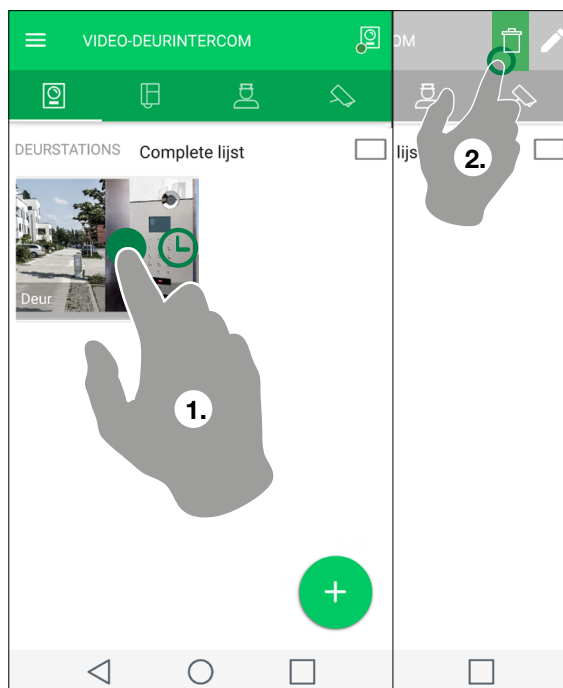 VIDEO-DEURINTERCOM
OM
DEURSTATIONS Complete lijst
lijs
Deur
1.
2.